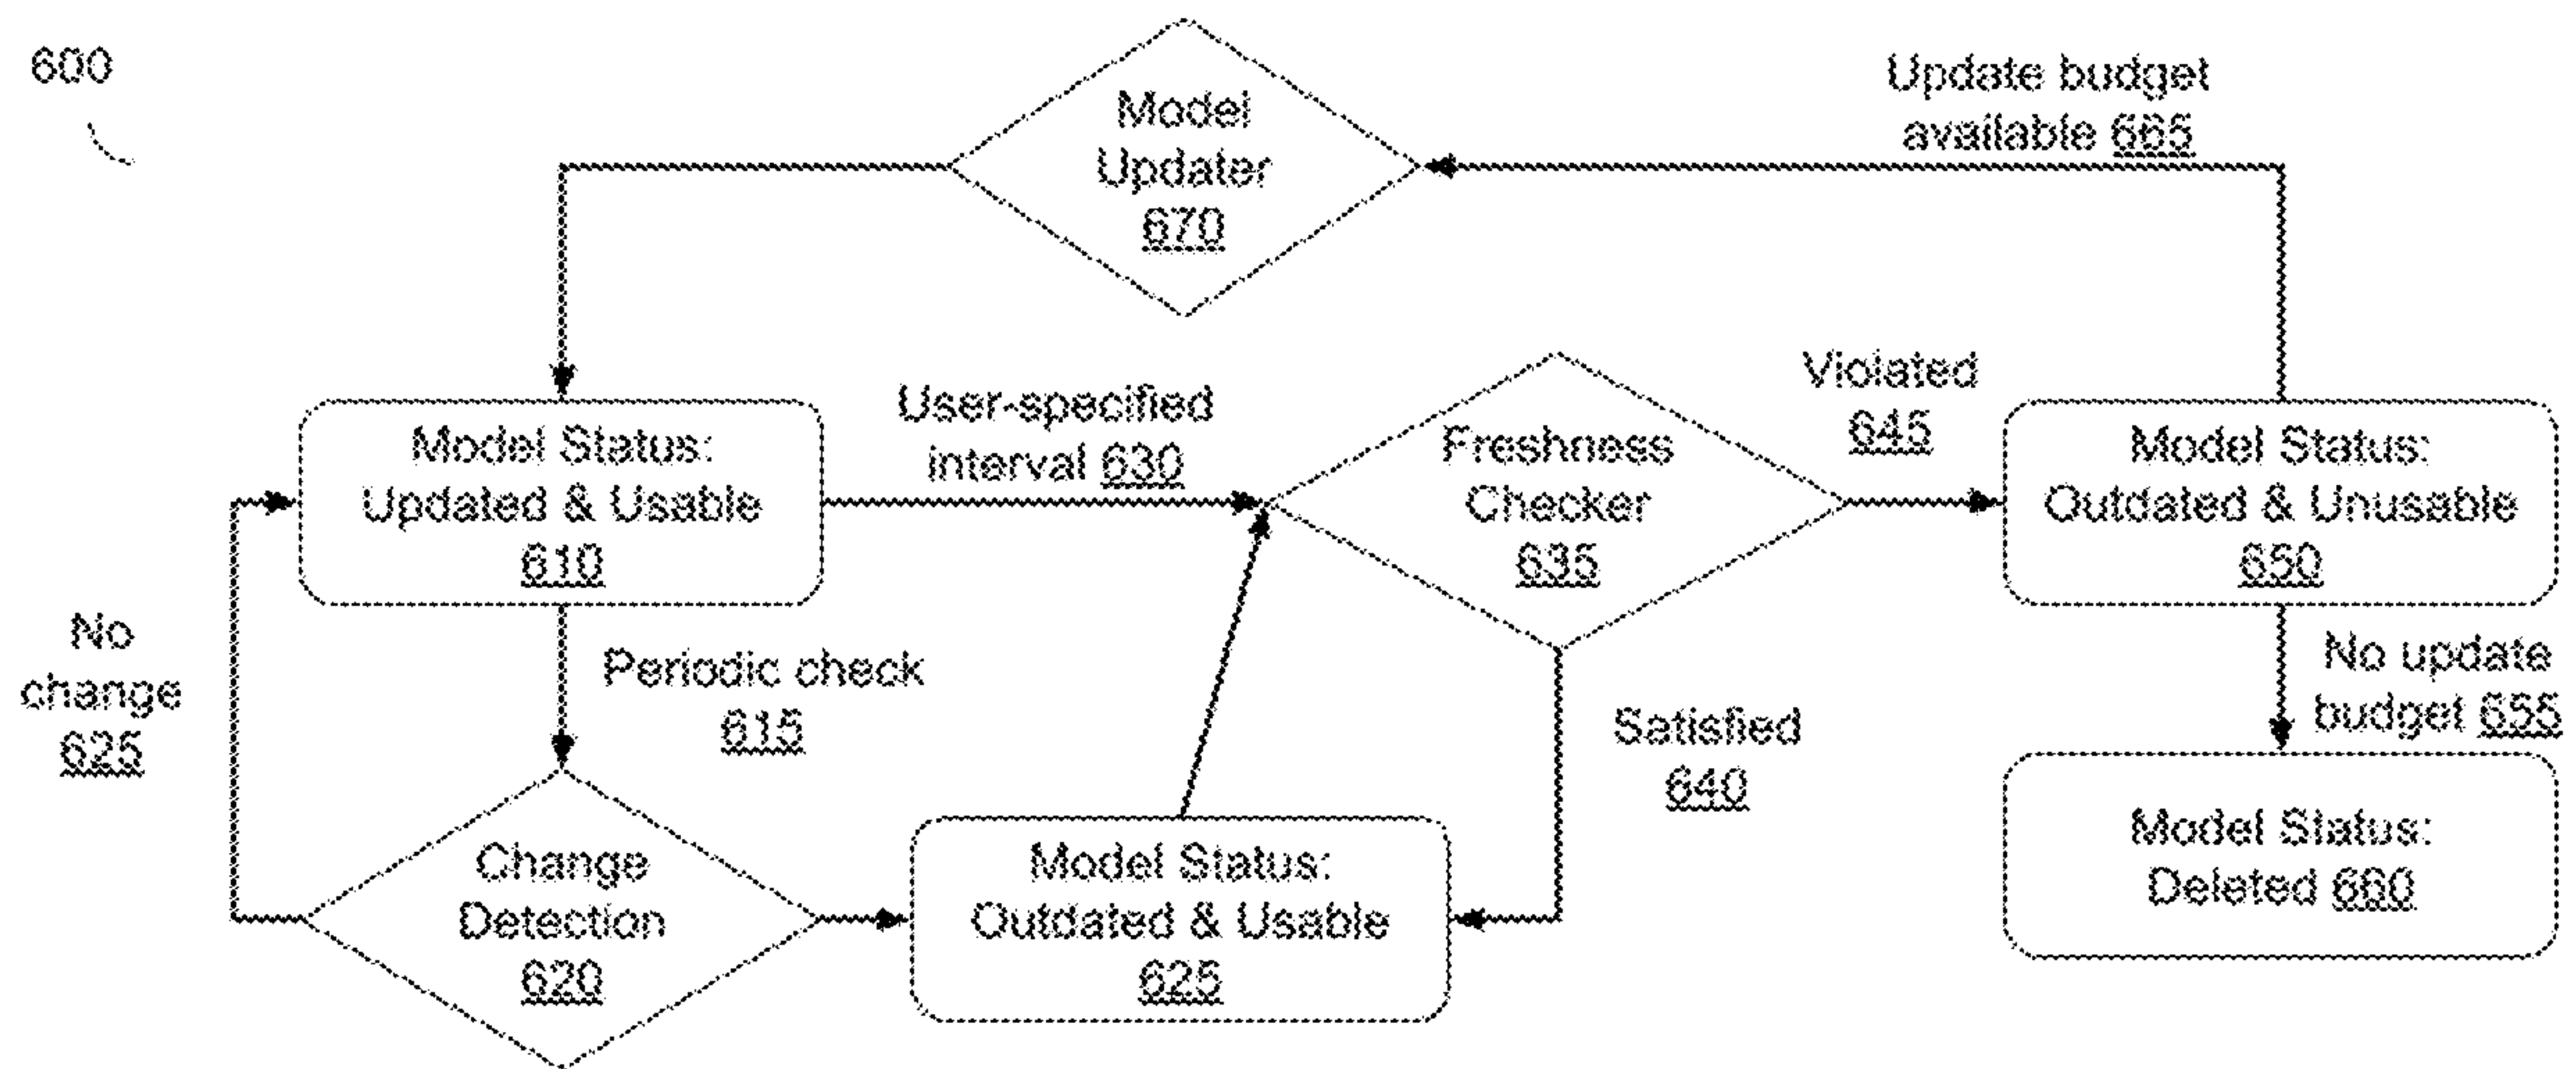 600
Model
Updater
670
Update budget
available 665
Model Status:
Updated & Usable
610
User-specified
interval 630
Freshness
Checker
635
Violated
645
Model Status:
Outdated & Unusable
650
No
change
625
Periodic check
615
Satisfied
640
No update
budget 655
Change
Detection
620
Model Status:
Outdated & Usable
625
Model Status:
Deleted 660